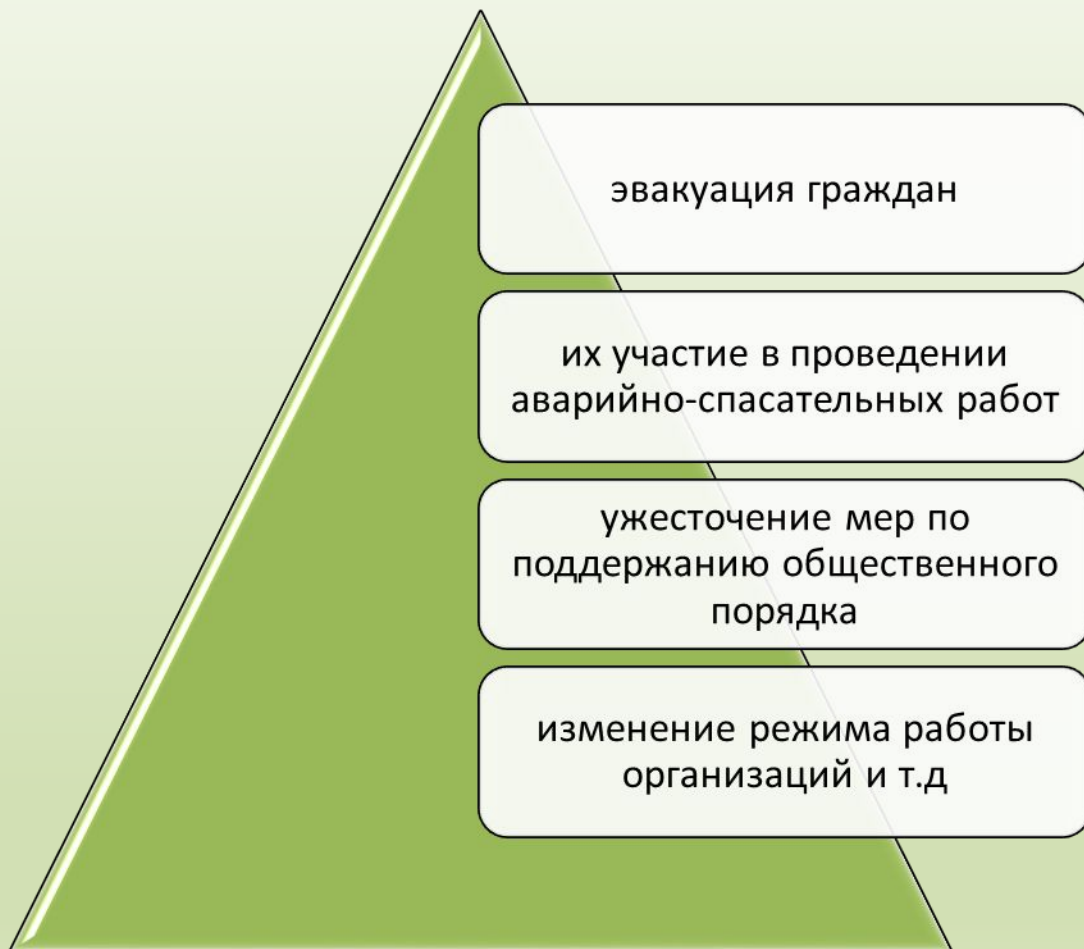 эвакуация граждан
их участие в проведении
аварийно-спасательных работ
ужесточение мер по
поддержанию общественного
порядка
изменение режима работы
организаций и т.д